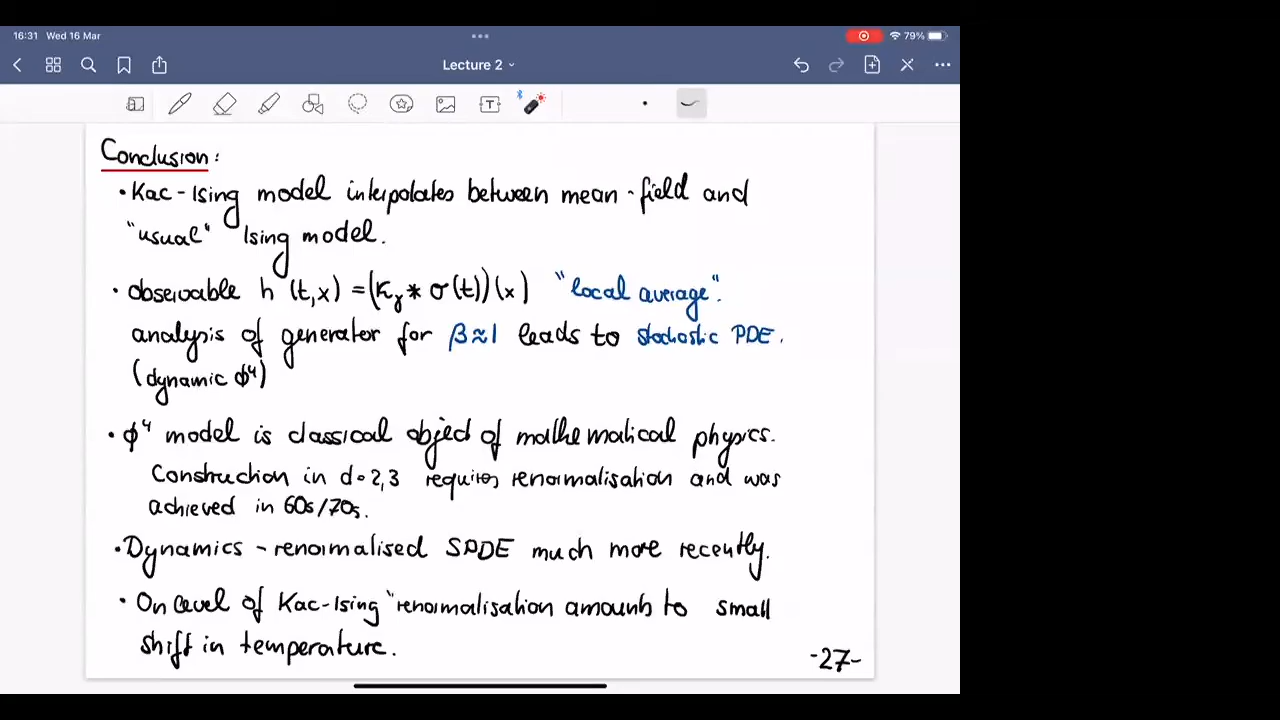 16:31 Wed 16 Mar
79%
Lecture 2
Conclusion:
• Kac-Ising model interpolates between mean-field and
"usual" Ising model.
• observable h (t,x) = (κγ * σ(t))(x) "local average".
analysis of generator for β≈1 leads to stochastic PDE.
(dynamic ϕ⁴)
• ϕ⁴ model is classical object of mathematical physics.
Construction in d=2,3 requires renormalisation and was
achieved in 60s/70s.
• Dynamics - renormalised SPDE much more recently.
• On level of Kac-Ising "renormalisation amounts to small
shift in temperature.
-27-